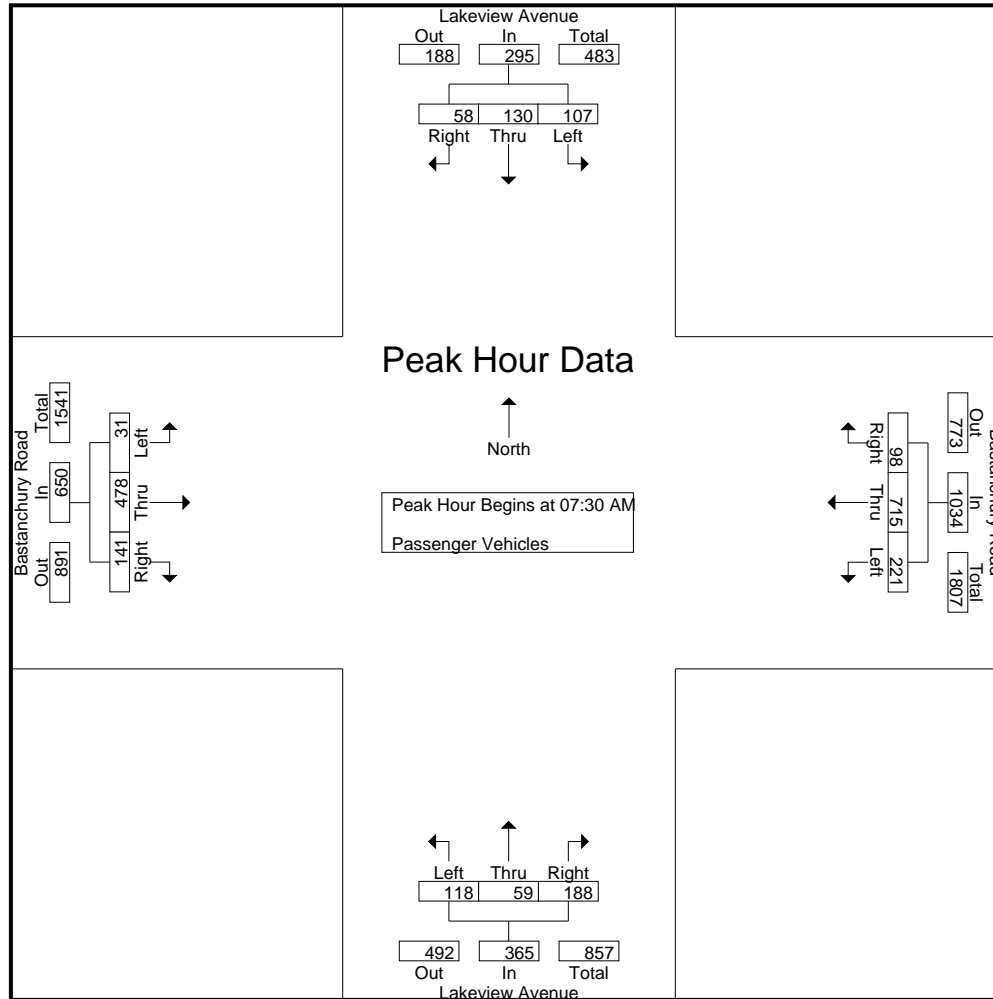 Lakeview Avenue
Out In Total
188 295 483
58 130 107
Right Thru Left
Peak Hour Data
North
Peak Hour Begins at 07:30 AM
Passenger Vehicles
Bastanchury Road
Total In Out
1541 650 891
31 478 141
Left Thru Right
Right Thru Left
98 715 221
773 1034 1807
Out In Total
Bastanchury Road
Left Thru Right
118 59 188
492 365 857
Out In Total
Lakeview Avenue